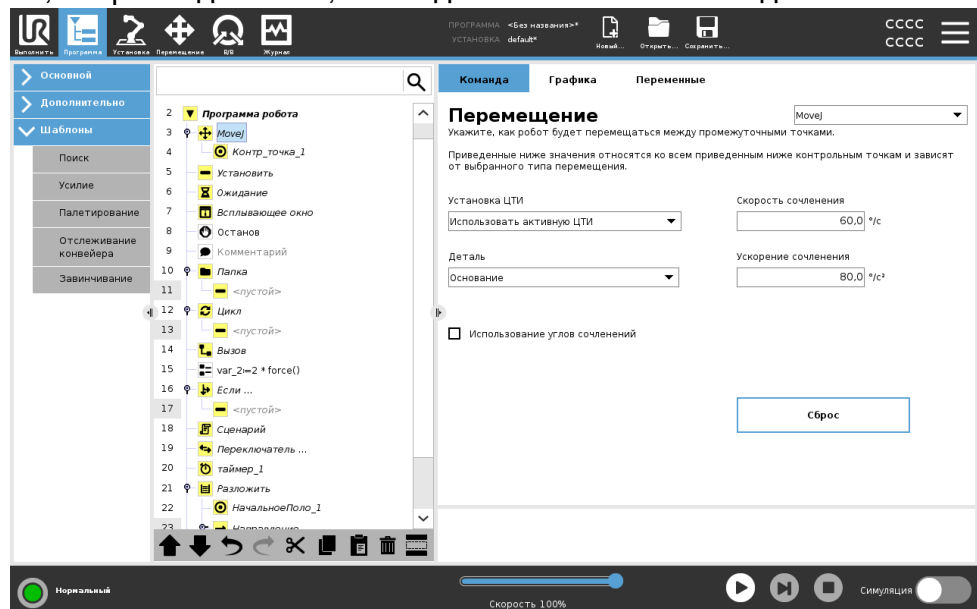 UR
Выполнить
Программа
Установка
Перемещение
В/В
Журнал
ПРОГРАММА <Без названия>*
УСТАНОВКА default*
Новый...
Открыть...
Сохранить...
CCCC
CCCC
Основной
Дополнительно
Шаблоны
Поиск
Усилие
Палетирование
Отслеживание
конвейера
Завинчивание
2 Программа робота
3 MoveJ
4 Контр_точка_1
5 Установить
6 Ожидание
7 Всплывающее окно
8 Останов
9 Комментарий
10 Папка
11 <пустой>
12 Цикл
13 <пустой>
14 Вызов
15 var_2≔2 * force()
16 Если ...
17 <пустой>
18 Сценарий
19 Переключатель ...
20 таймер_1
21 Разложить
22 НачальноеПоло_1
23 Направление
Команда
Графика
Переменные
Перемещение
MoveJ
Укажите, как робот будет перемещаться между промежуточными точками.
Приведенные ниже значения относятся ко всем приведенным ниже контрольным точкам и зависят
от выбранного типа перемещения.
Установка ЦТИ
Использовать активную ЦТИ
Скорость сочленения
60,0 °/с
Деталь
Основание
Ускорение сочленения
80,0 °/с²
Использование углов сочленений
Сброс
Нормальный
Скорость 100%
Симуляция